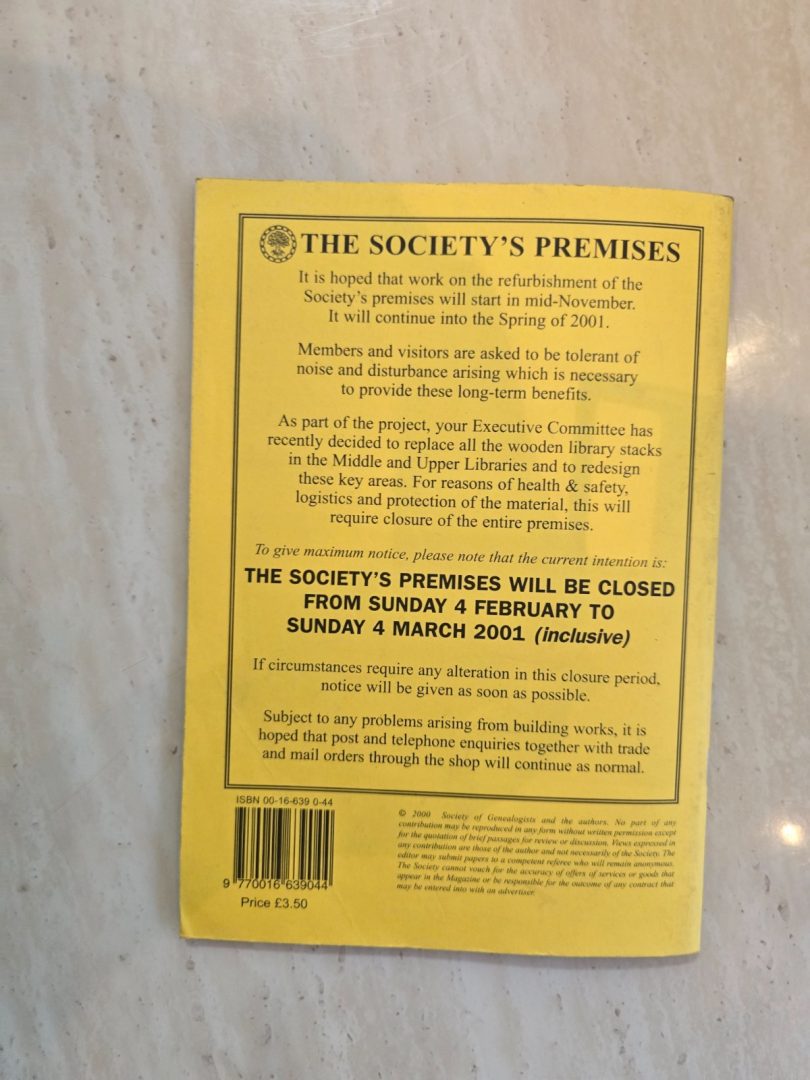 THE SOCIETY'S PREMISES
It is hoped that work on the refurbishment of the
Society's premises will start in mid-November.
It will continue into the Spring of 2001.
Members and visitors are asked to be tolerant of
noise and disturbance arising which is necessary
to provide these long-term benefits.
As part of the project, your Executive Committee has
recently decided to replace all the wooden library stacks
in the Middle and Upper Libraries and to redesign
these key areas. For reasons of health & safety,
logistics and protection of the material, this will
require closure of the entire premises.
To give maximum notice, please note that the current intention is:
THE SOCIETY'S PREMISES WILL BE CLOSED
FROM SUNDAY 4 FEBRUARY TO
SUNDAY 4 MARCH 2001 (inclusive)
If circumstances require any alteration in this closure period,
notice will be given as soon as possible.
Subject to any problems arising from building works, it is
hoped that post and telephone enquiries together with trade
and mail orders through the shop will continue as normal.
ISBN 00-16-639 0-44
9 770016 639044
Price £3.50
© 2000 Society of Genealogists and the authors. No part of any
contribution may be reproduced in any form without written permission except
for the quotation of brief passages for review or discussion. Views expressed in
any contribution are those of the author and not necessarily of the Society. The
editor may submit papers to a competent referee who will remain anonymous.
The Society cannot vouch for the accuracy of offers of services or goods that
appear in the Magazine or be responsible for the outcome of any contract that
may be entered into with an advertiser.